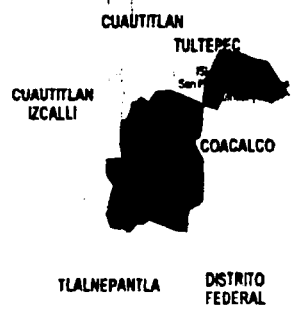 CUAUTITLAN
TULTEPEC
CUAUTITLAN
IZCALLI
COACALCO
TLALNEPANTLA
DISTRITO
FEDERAL